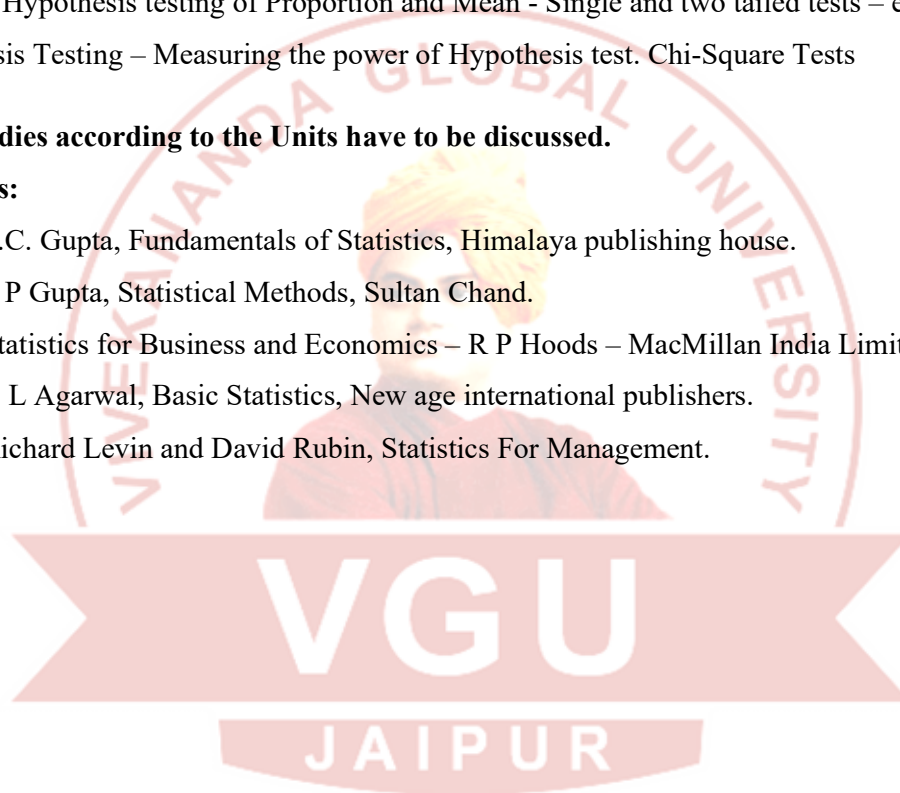 Hypothesis testing of Proportion and Mean - Single and two tailed tests –
sis Testing – Measuring the power of Hypothesis test. Chi-Square Tests
dies according to the Units have to be discussed.
s:
.C. Gupta, Fundamentals of Statistics, Himalaya publishing house.
P Gupta, Statistical Methods, Sultan Chand.
tatistics for Business and Economics – R P Hoods – MacMillan India Limit
L Agarwal, Basic Statistics, New age international publishers.
ichard Levin and David Rubin, Statistics For Management.
VIVEKANANDA GLOBAL UNIVERSITY
VGU
JAIPUR